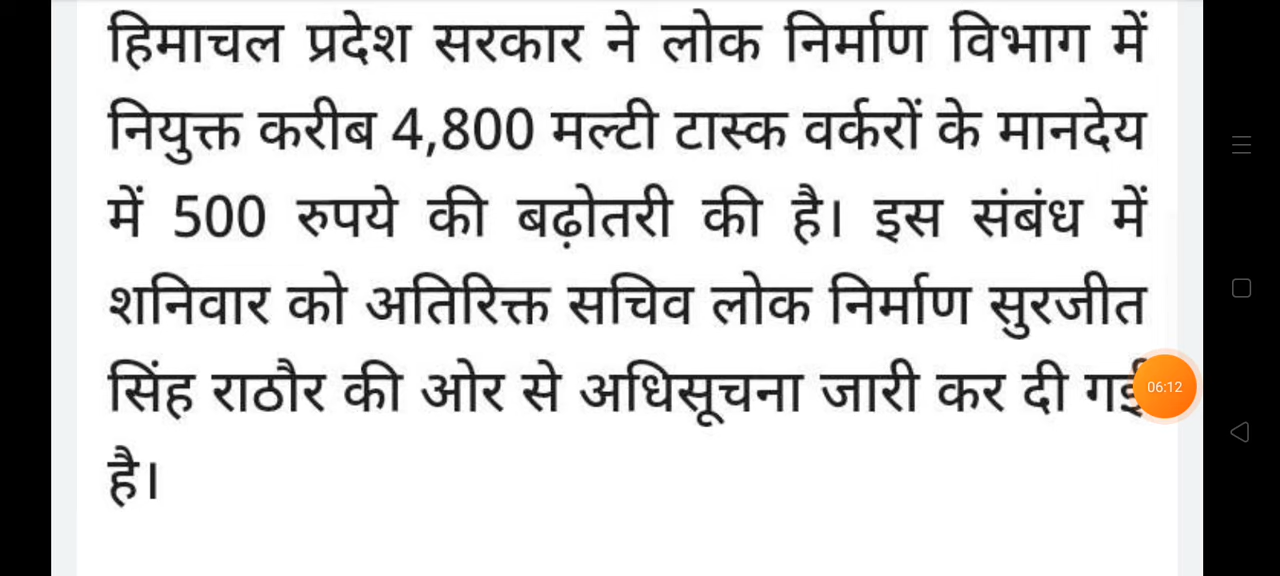 हिमाचल प्रदेश सरकार ने लोक निर्माण विभाग में
नियुक्त करीब 4,800 मल्टी टास्क वर्करों के मानदेय
में 500 रुपये की बढ़ोतरी की है। इस संबंध में
शनिवार को अतिरिक्त सचिव लोक निर्माण सुरजीत
सिंह राठौर की ओर से अधिसूचना जारी कर दी गई
है।
06:12